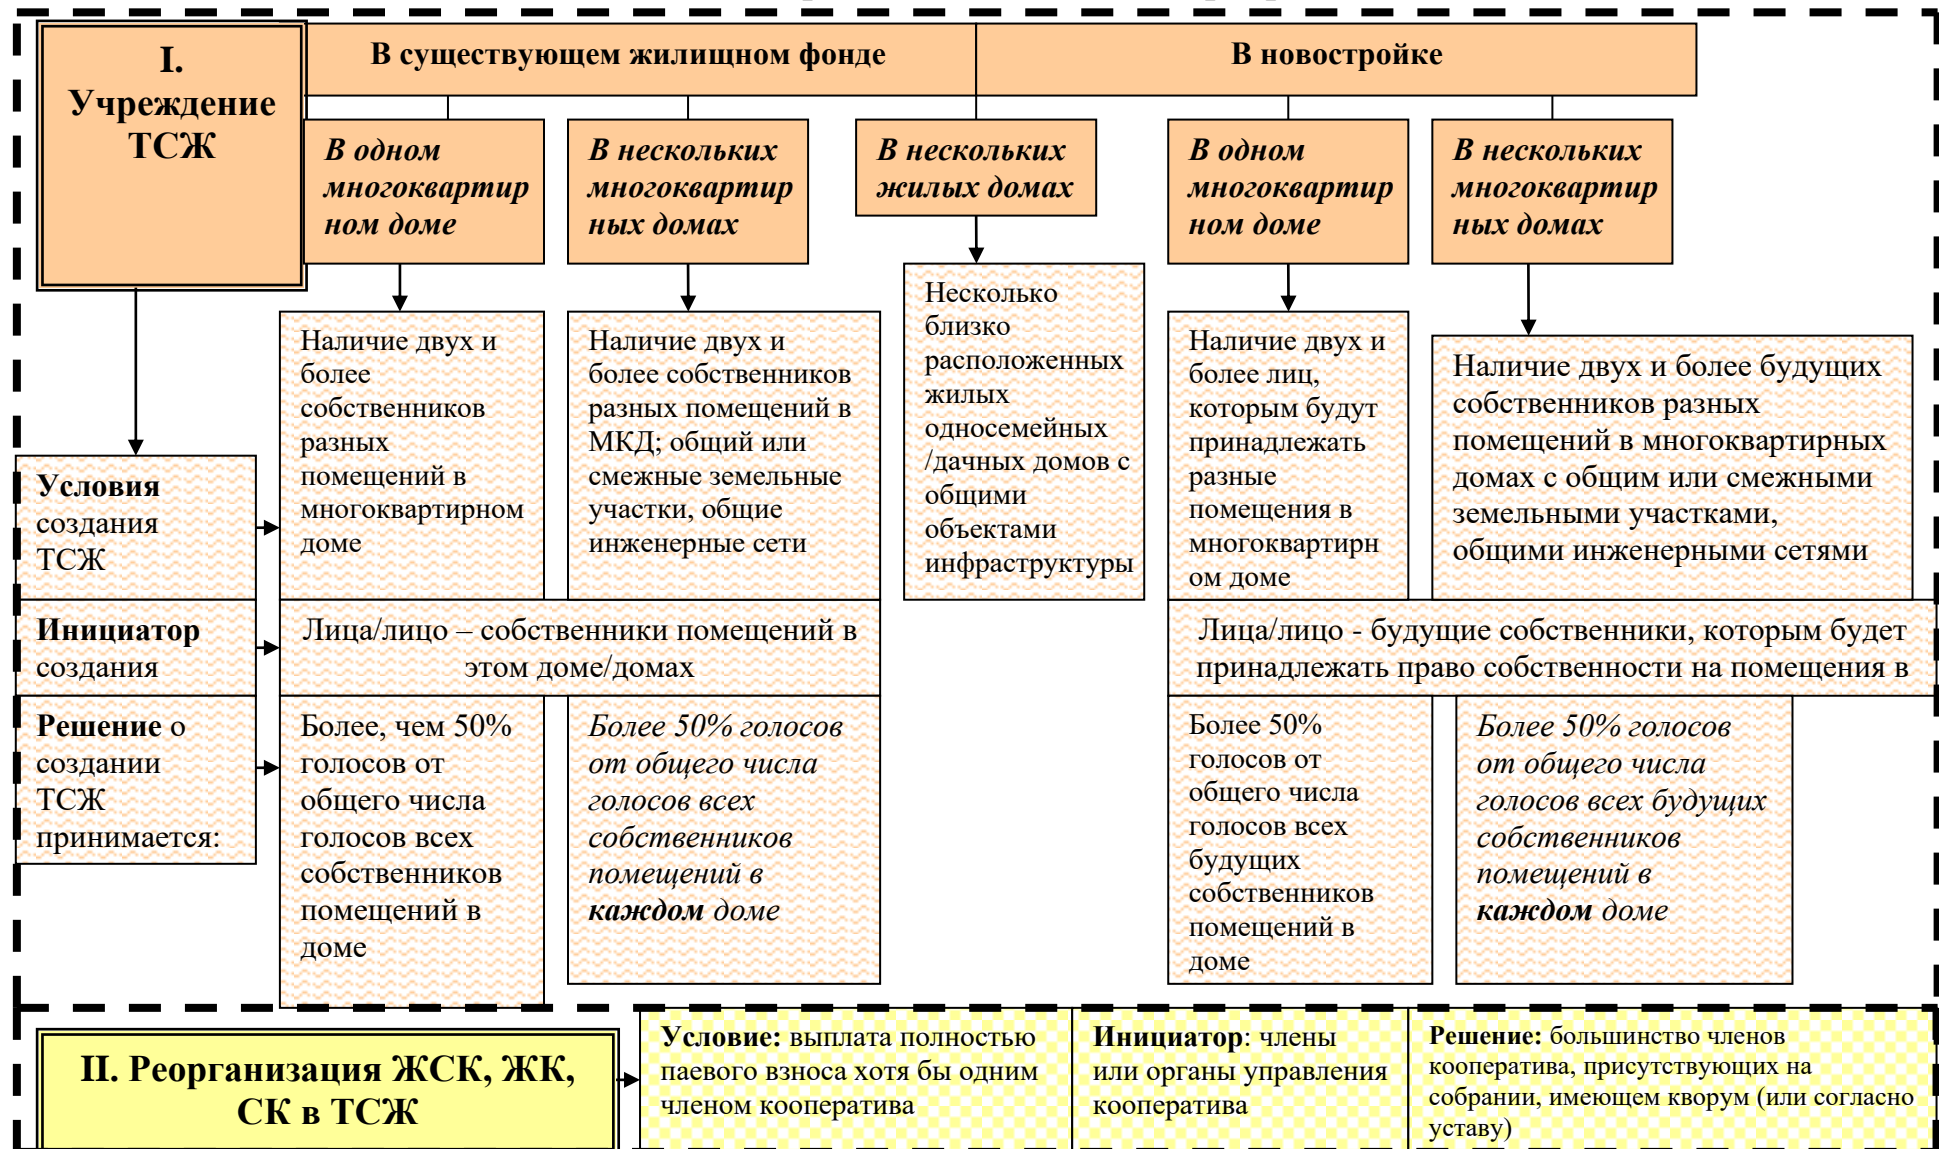 I.
Учреждение
ТСЖ
В существующем жилищном фонде
В новостройке
В одном
многоквартир
ном доме
В нескольких
многоквартир
ных домах
В нескольких
жилых домах
В одном
многоквартир
ном доме
В нескольких
многоквартир
ных домах
Условия
создания
ТСЖ
Наличие двух и
более
собственников
разных
помещений в
многоквартирном
доме
Наличие двух и
более собственников
разных помещений в
МКД; общий или
смежные земельные
участки, общие
инженерные сети
Несколько
близко
расположенных
жилых
односемейных
/дачных домов с
общими
объектами
инфраструктуры
Наличие двух и
более лиц,
которым будут
принадлежать
разные
помещения в
многоквартирн
ом доме
Наличие двух и более будущих
собственников разных
помещений в многоквартирных
домах с общим или смежными
земельными участками,
общими инженерными сетями
Инициатор
создания
Лица/лицо – собственники помещений в
этом доме/домах
Лица/лицо - будущие собственники, которым будет
принадлежать право собственности на помещения в
Решение о
создании
ТСЖ
принимается:
Более, чем 50%
голосов от
общего числа
голосов всех
собственников
помещений в
доме
Более 50% голосов
от общего числа
голосов всех
собственников
помещений в
каждом доме
Более 50%
голосов от
общего числа
голосов всех
будущих
собственников
помещений в
доме
Более 50% голосов
от общего числа
голосов всех будущих
собственников
помещений в
каждом доме
II. Реорганизация ЖСК, ЖК,
СК в ТСЖ
Условие: выплата полностью
паевого взноса хотя бы одним
членом кооператива
Инициатор: члены
или органы управления
кооператива
Решение: большинство членов
кооператива, присутствующих на
собрании, имеющем кворум (или согласно
уставу)